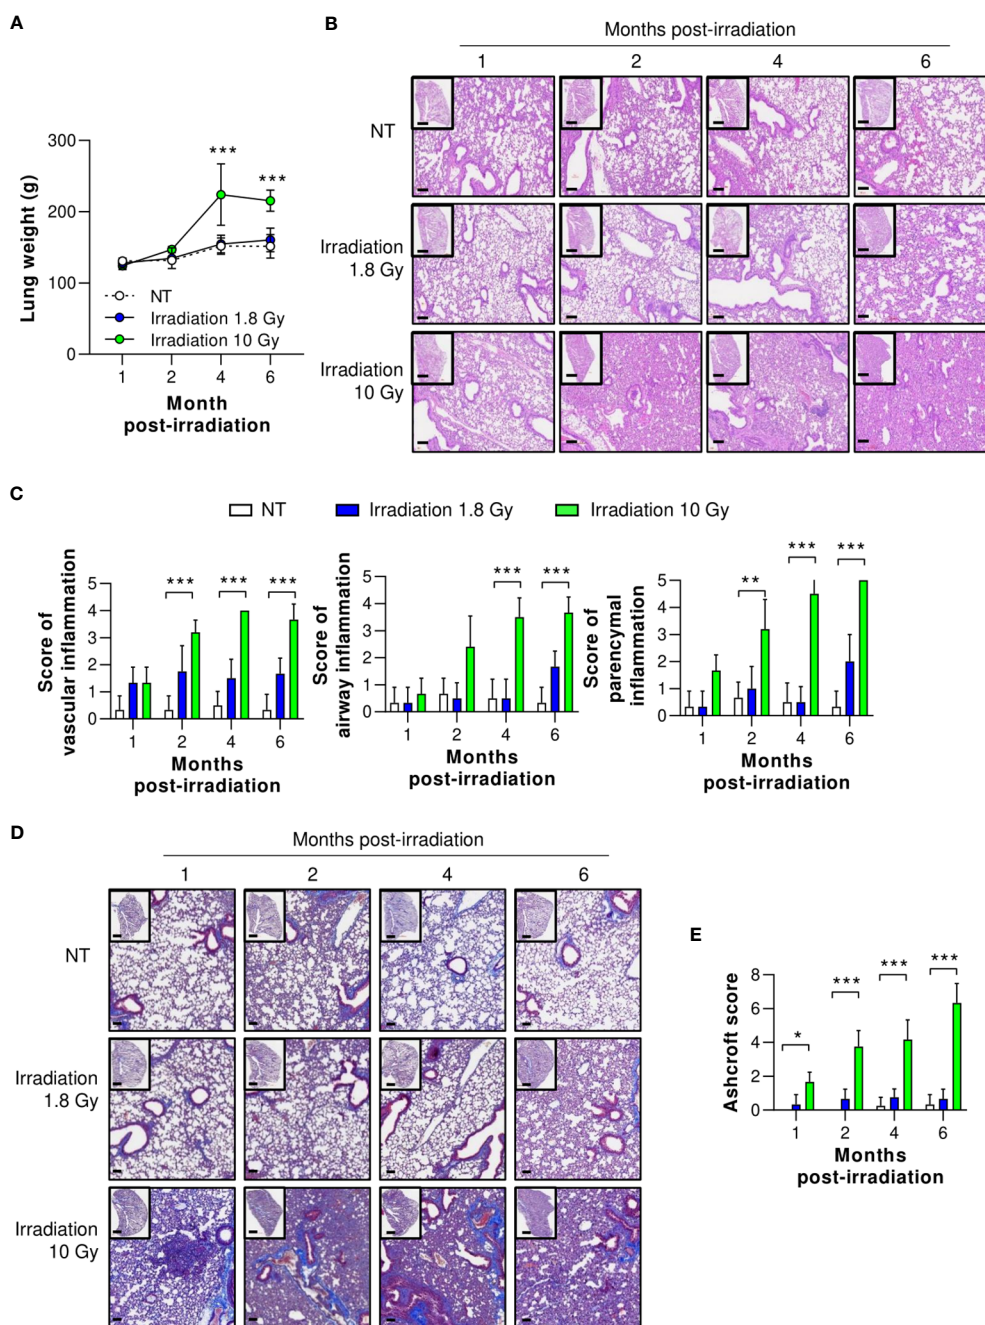 A
300
200
100
0
Lung weight (g)
***
***
NT
Irradiation 1.8 Gy
Irradiation 10 Gy
1 2 4 6
Month
post-irradiation
B
Months post-irradiation
1 2 4 6
NT
Irradiation
1.8 Gy
Irradiation
10 Gy
C
NT Irradiation 1.8 Gy Irradiation 10 Gy
Score of
vascular inflammation
5
4
3
2
1
0
*** *** ***
1 2 4 6
Months
post-irradiation
Score of
airway inflammation
5
4
3
2
1
0
*** ***
1 2 4 6
Months
post-irradiation
Score of
parencymal
inflammation
5
4
3
2
1
0
** *** ***
1 2 4 6
Months
post-irradiation
D
Months post-irradiation
1 2 4 6
NT
Irradiation
1.8 Gy
Irradiation
10 Gy
E
Ashcroft score
8
6
4
2
0
* *** *** ***
1 2 4 6
Months
post-irradiation